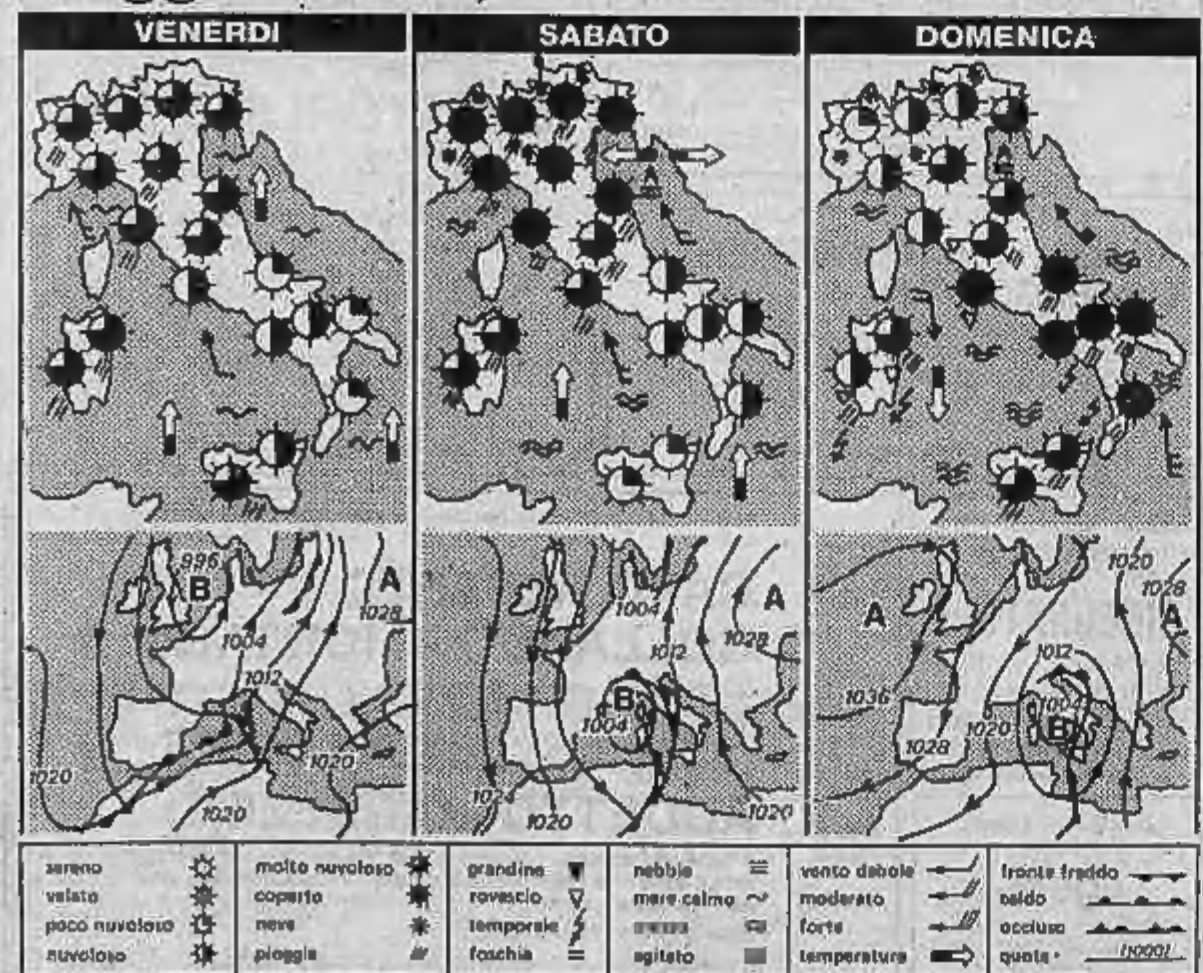 VENERDI
SABATO
DOMENICA
A
A
996
B
A
1028
1004
1012
1020
1020
1020
1004
A
1028
1012
B
1004
1024
1020
1020
A
1020
1028
A
1012
1036
1004
B
1020
1028
sereno
velato
poco nuvoloso
nuvoloso
molto nuvoloso
coperto
neve
pioggia
grandine
rovescio
temporale
foschia
nebbia
mare calmo
agitato
vento debole
moderato
forte
temperatura
fronte freddo
caldo
occluso
quota